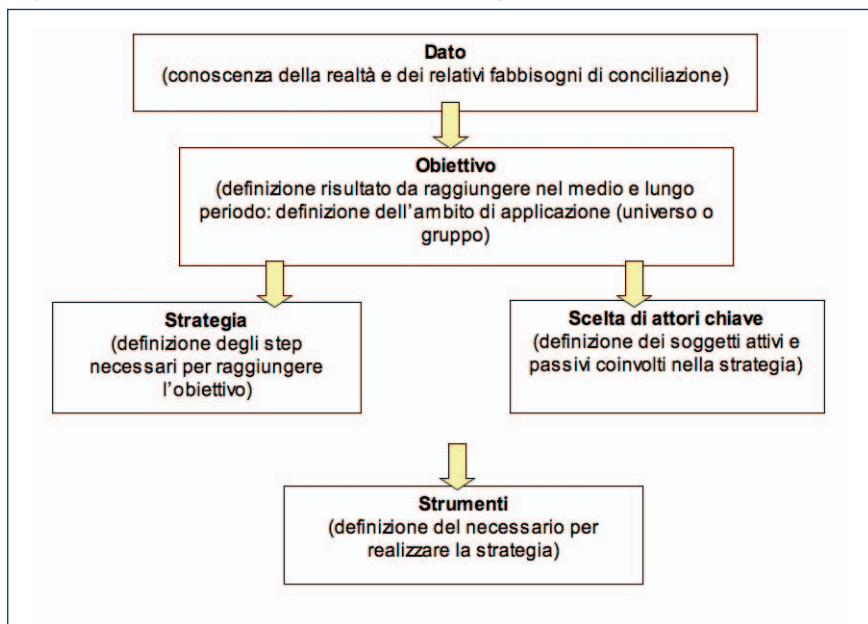 Dato
(conoscenza della realtà e dei relativi fabbisogni di conciliazione)
Obiettivo
(definizione risultato da raggiungere nel medio e lungo
periodo: definizione dell'ambito di applicazione (universo o
gruppo)
Strategia
(definizione degli step
necessari per raggiungere
l'obiettivo)
Scelta di attori chiave
(definizione dei soggetti attivi e
passivi coinvolti nella strategia)
Strumenti
(definizione del necessario per
realizzare la strategia)